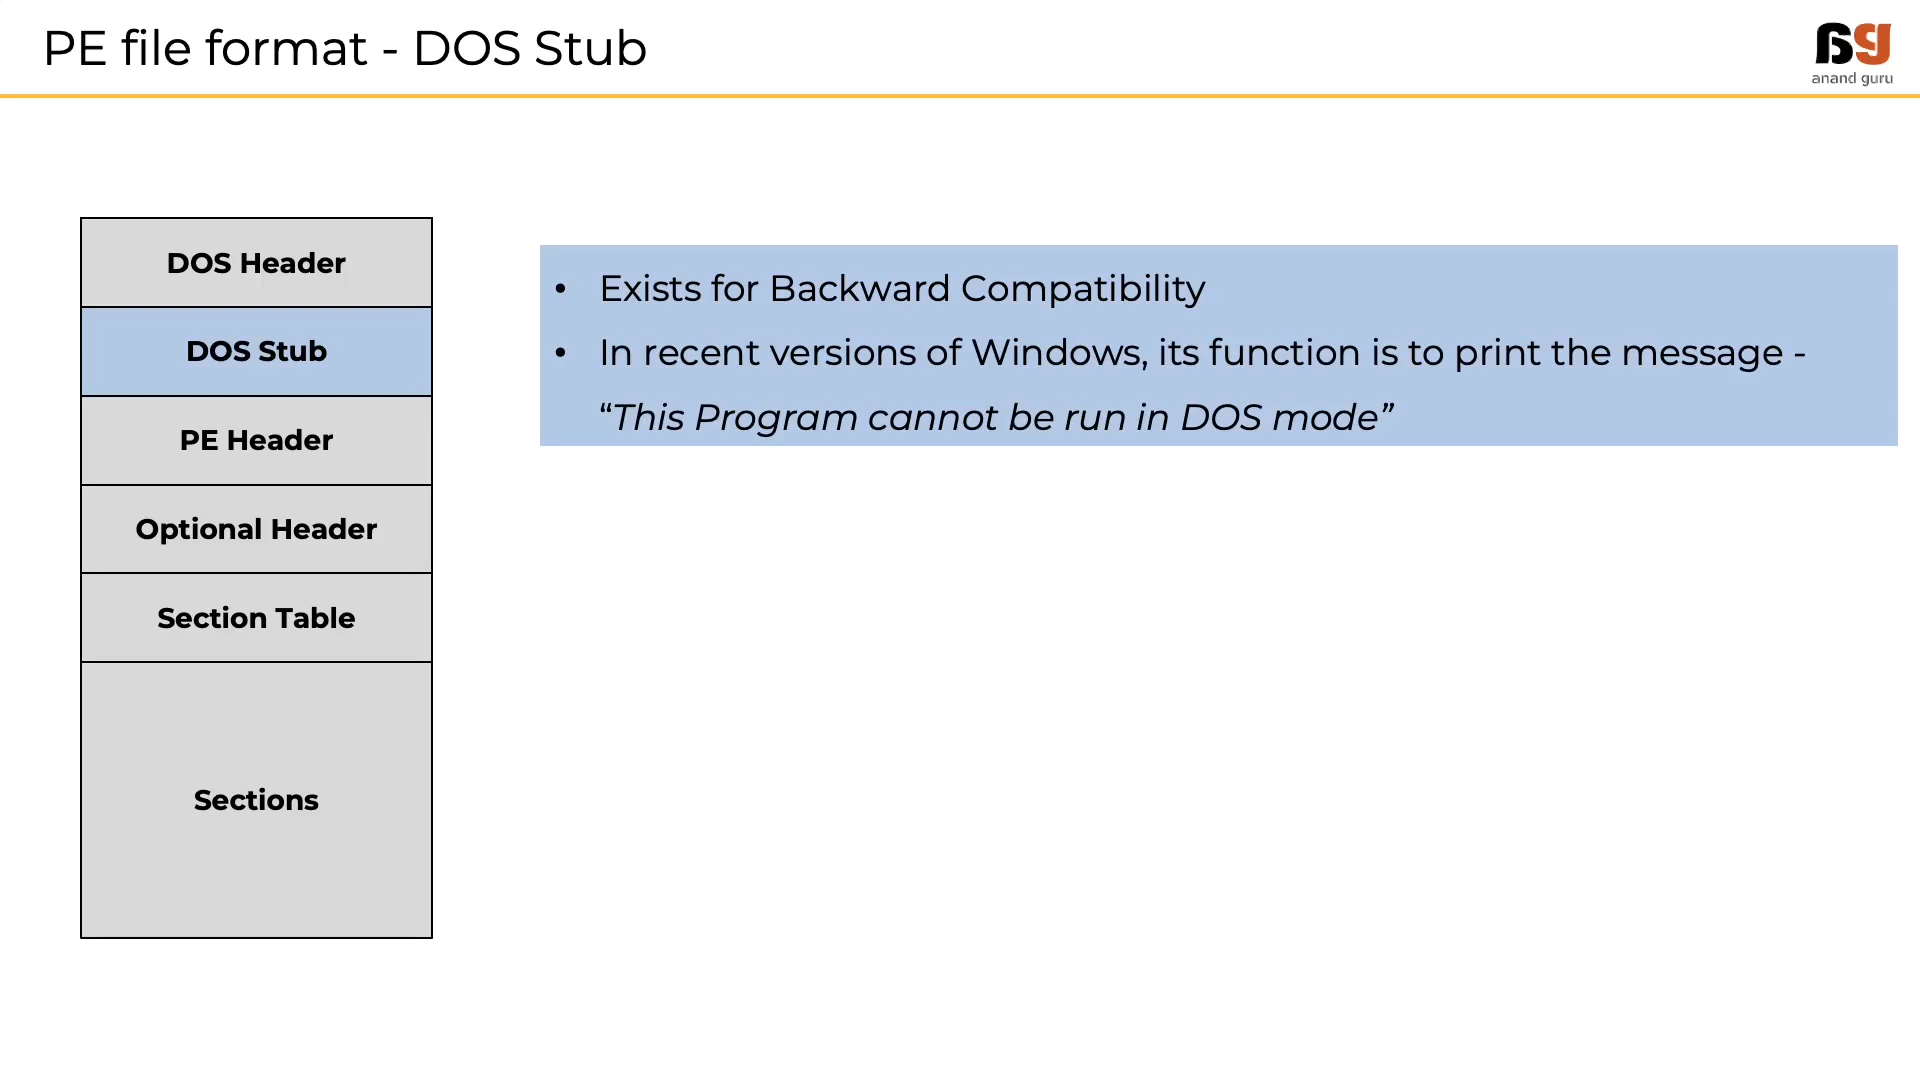 PE file format - DOS Stub
anand guru
DOS Header
DOS Stub
PE Header
Optional Header
Section Table
Sections
• Exists for Backward Compatibility
• In recent versions of Windows, its function is to print the message -
“This Program cannot be run in DOS mode”